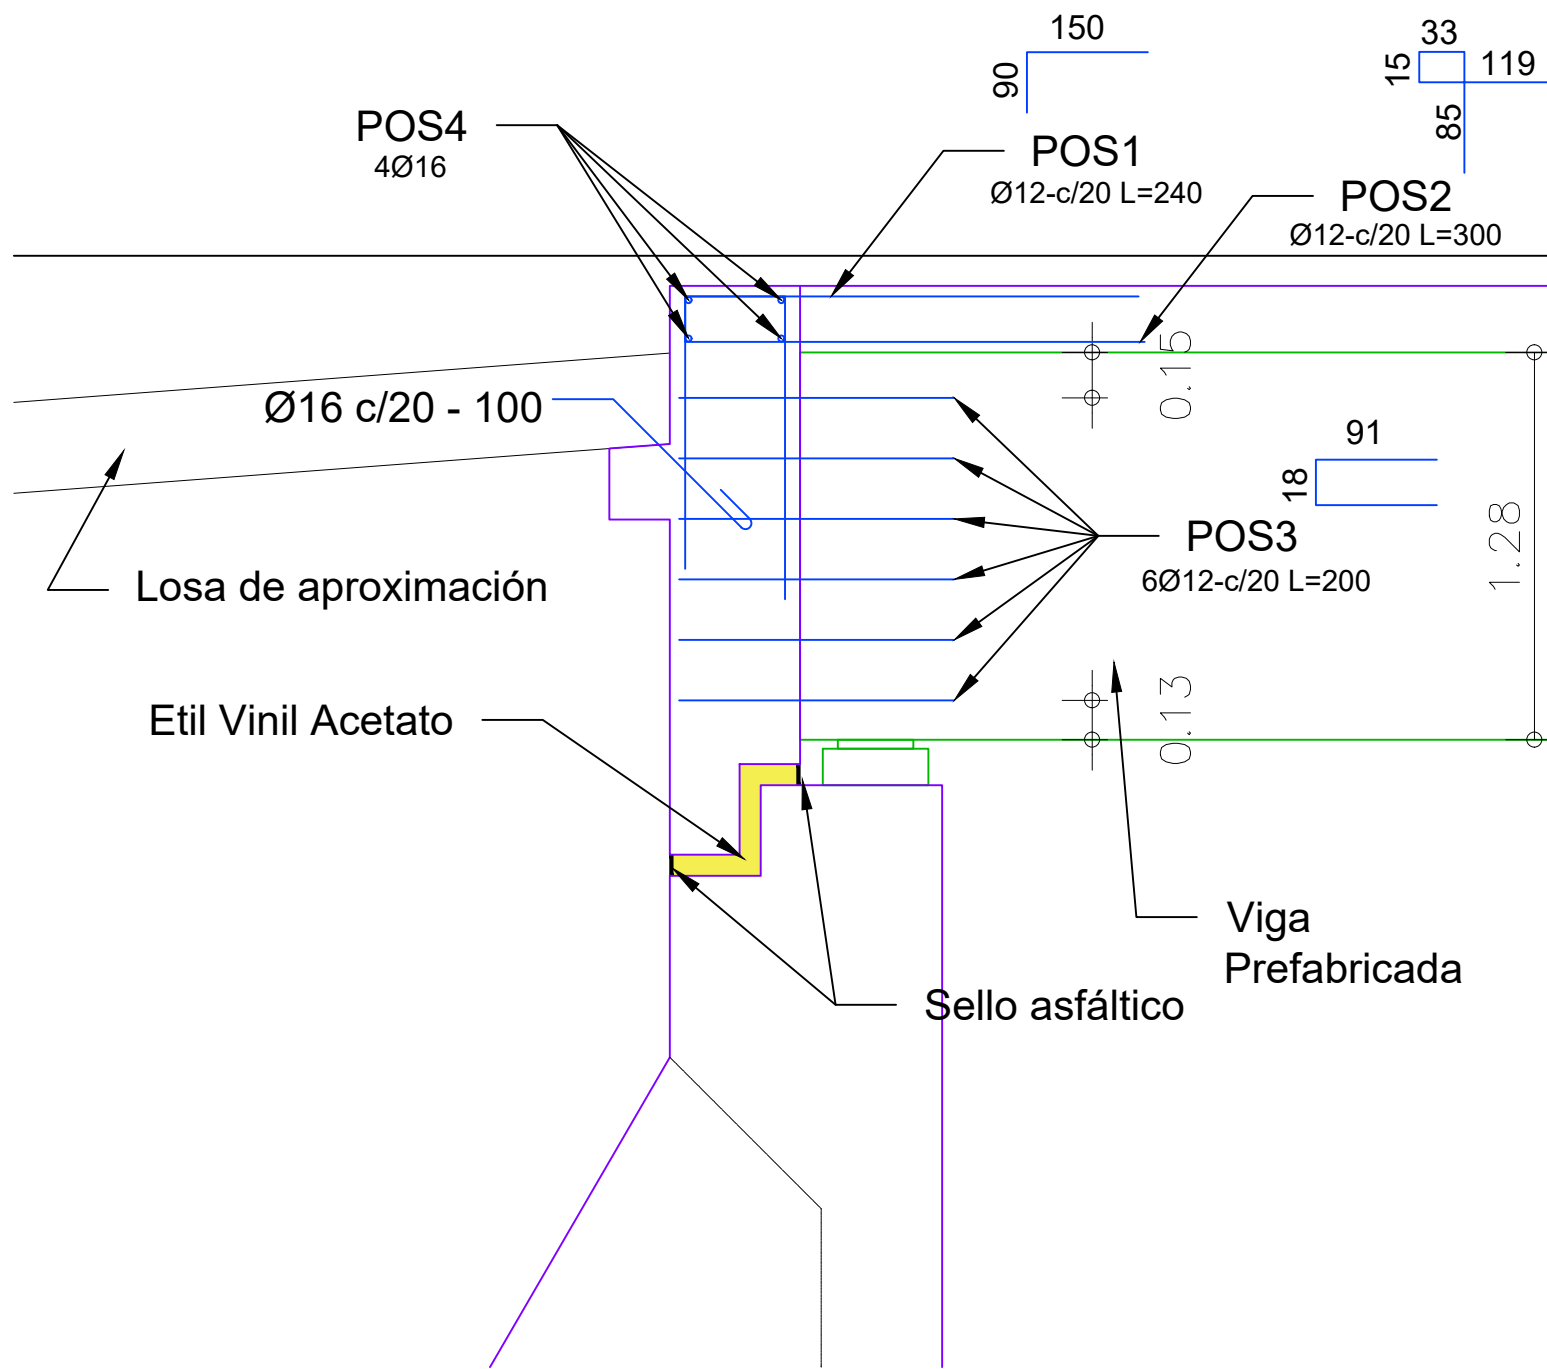 150
90
33
15
119
85
POS4
4Ø16
POS1
Ø12-c/20 L=240
POS2
Ø12-c/20 L=300
0.15
Ø16 c/20 - 100
91
18
1.28
POS3
6Ø12-c/20 L=200
Losa de aproximación
0.13
Etil Vinil Acetato
Viga
Prefabricada
Sello asfáltico